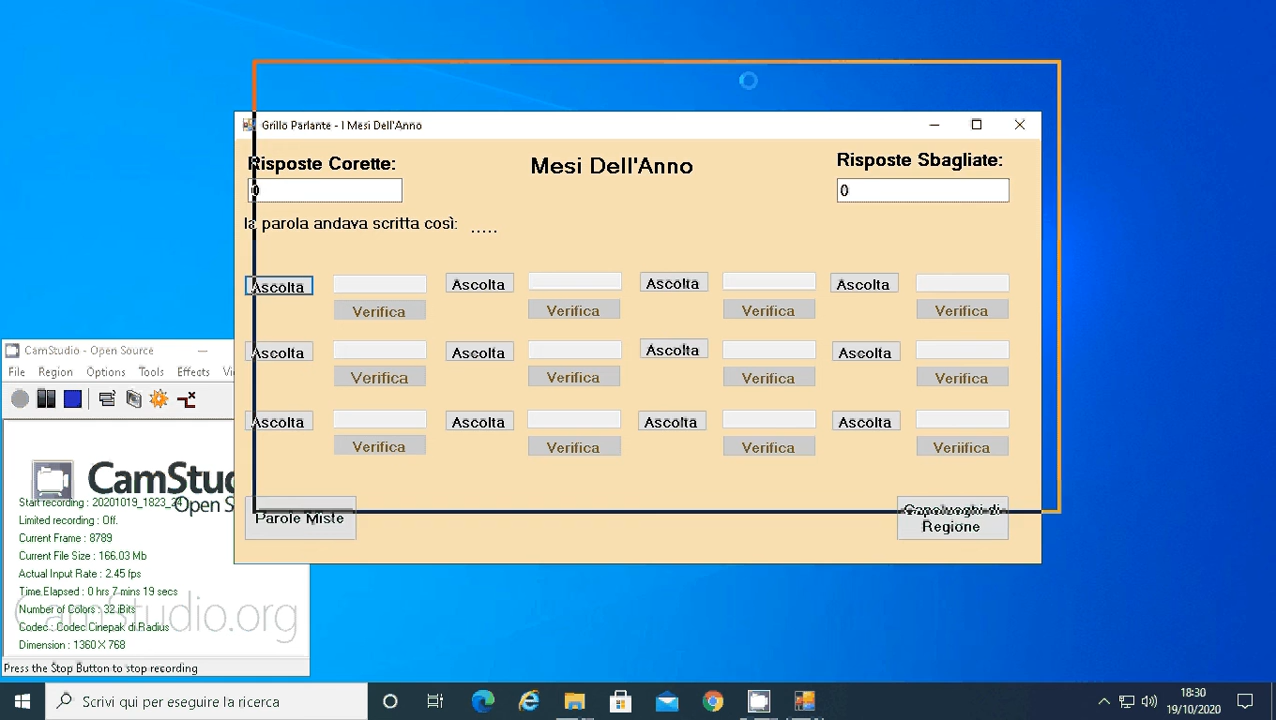 Grillo Parlante - I Mesi Dell'Anno
Risposte Corette:
Mesi Dell'Anno
Risposte Sbagliate:
0
0
la parola andava scritta così: .....
Ascolta Ascolta Ascolta Ascolta
Verifica Verifica Verifica Verifica
Ascolta Ascolta Ascolta Ascolta
Verifica Verifica Verifica Verifica
Ascolta Ascolta Ascolta Ascolta
Verifica Verifica Verifica Veriifica
Parole Miste
Capoluoghi di
Regione
CamStudio - Open Source
File Region Options Tools Effects
CamStu
Open S
Start recording : 20201019_1823_24
Limited recording : Off.
Current Frame : 8789
Current File Size : 166.03 Mb
Actual Input Rate : 2.45 fps
Time Elapsed : 0 hrs 7 mins 19 secs
Number of Colors : 32 Bits
Codec : Codec Cinepak di Radius
Dimension : 1360 X 768
CamStudio.org
Press the Stop Button to stop recording
Scrivi qui per eseguire la ricerca
18:30
19/10/2020